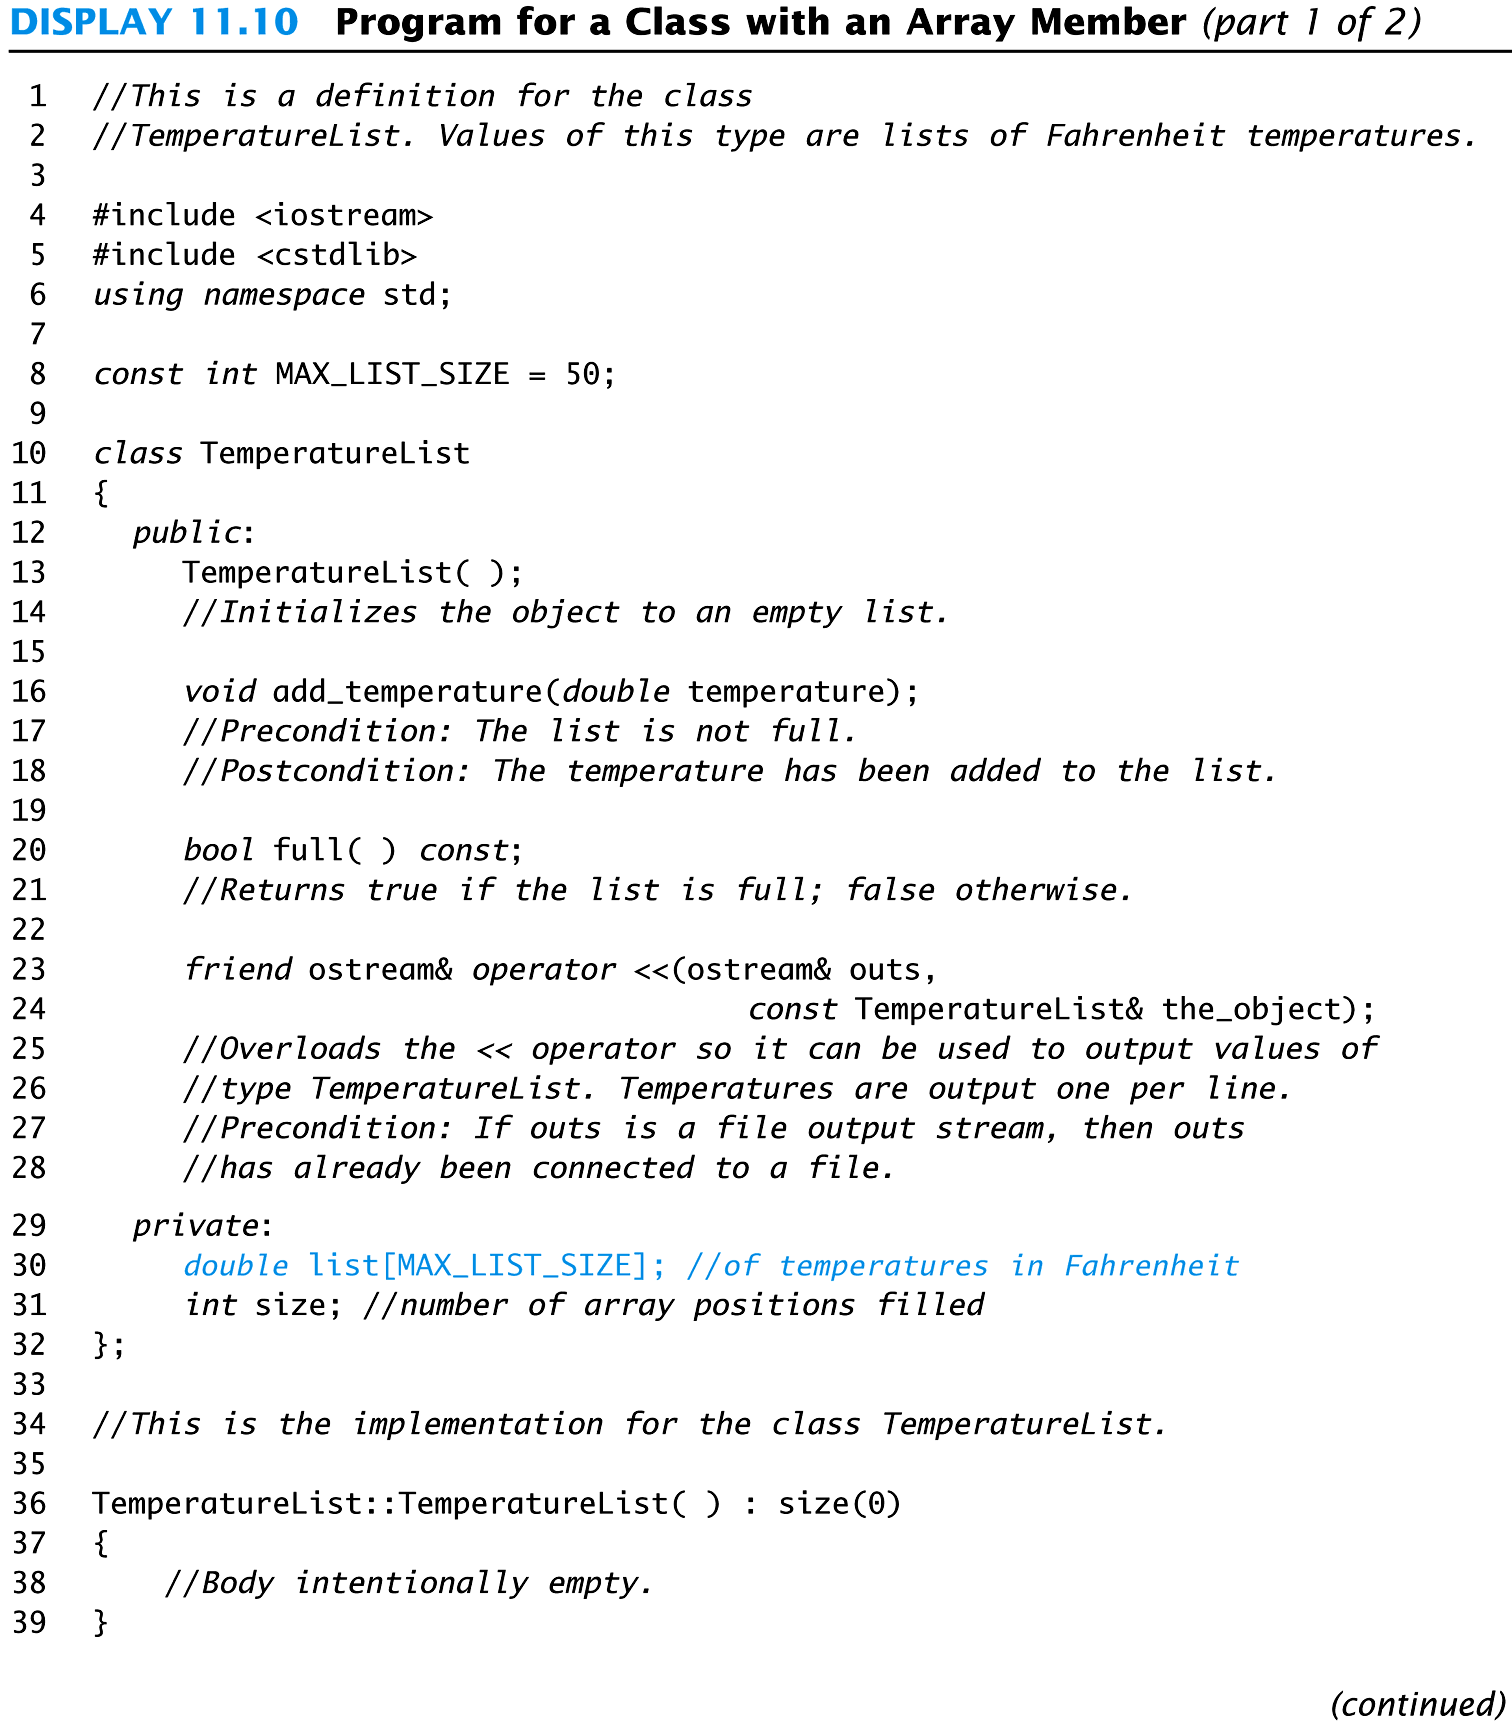 DISPLAY 11.10 Program for a Class with an Array Member (part 1 of 2)
1 //This is a definition for the class
2 //TemperatureList. Values of this type are lists of Fahrenheit temperatures.
3
4 #include <iostream>
5 #include <cstdlib>
6 using namespace std;
7
8 const int MAX_LIST_SIZE = 50;
9
10 class TemperatureList
11 {
12 public:
13 TemperatureList( );
14 //Initializes the object to an empty list.
15
16 void add_temperature(double temperature);
17 //Precondition: The list is not full.
18 //Postcondition: The temperature has been added to the list.
19
20 bool full( ) const;
21 //Returns true if the list is full; false otherwise.
22
23 friend ostream& operator <<(ostream& outs,
24 const TemperatureList& the_object);
25 //Overloads the << operator so it can be used to output values of
26 //type TemperatureList. Temperatures are output one per line.
27 //Precondition: If outs is a file output stream, then outs
28 //has already been connected to a file.
29 private:
30 double list[MAX_LIST_SIZE]; //of temperatures in Fahrenheit
31 int size; //number of array positions filled
32 };
33
34 //This is the implementation for the class TemperatureList.
35
36 TemperatureList::TemperatureList( ) : size(0)
37 {
38 //Body intentionally empty.
39 }
(continued)